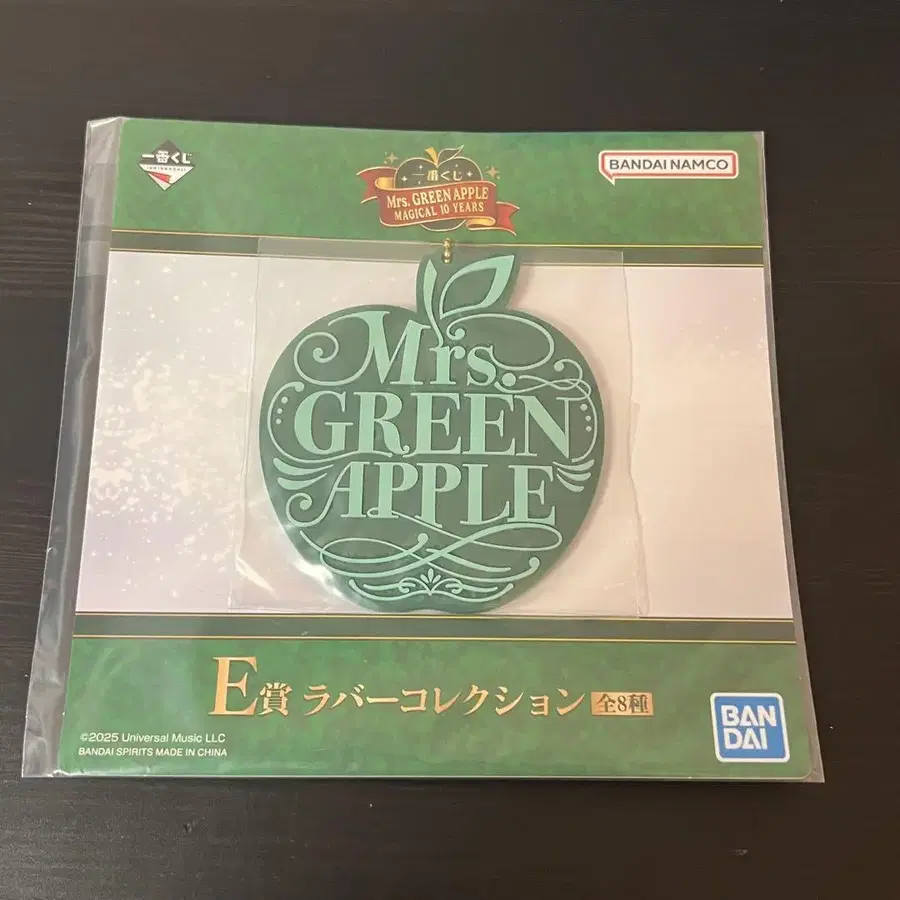 一番くじ
ICHIBANKUJI
一番くじ
Mrs. GREEN APPLE
MAGICAL 10 YEARS
BANDAI NAMCO
Mrs.
GREEN
APPLE
E賞 ラバーコレクション 全8種
©2025 Universal Music LLC
BANDAI SPIRITS MADE IN CHINA
BAN
DAI